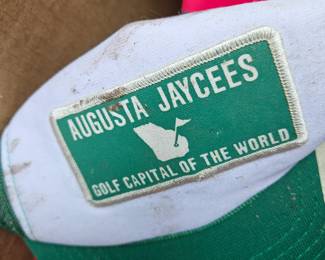 AUGUSTA JAYCEES
GOLF CAPITAL OF THE WORLD